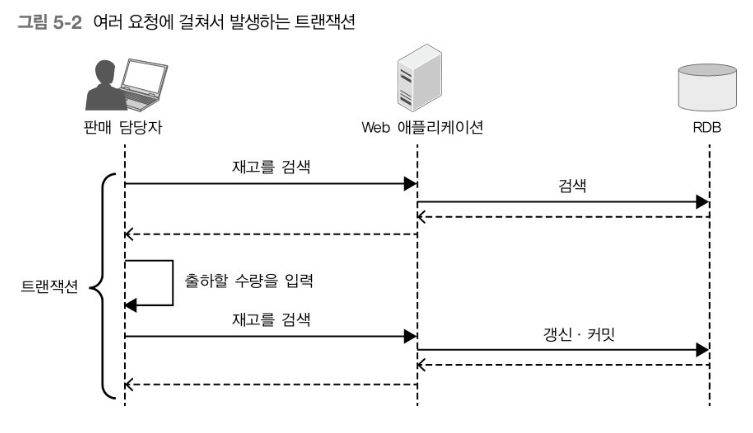 그림 5-2 여러 요청에 걸쳐서 발생하는 트랜잭션
판매 담당자
Web 애플리케이션
RDB
재고를 검색
검색
트랜잭션
출하할 수량을 입력
재고를 검색
갱신 · 커밋